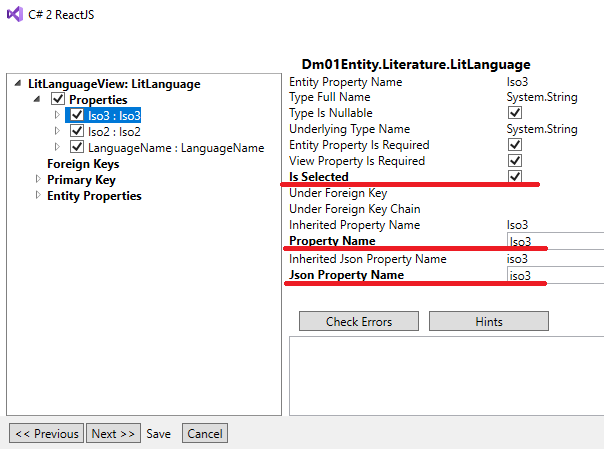 C# 2 ReactJS
Dm01Entity.Literature.LitLanguage
LitLanguageView: LitLanguage
Properties
Iso3 : Iso3
Iso2 : Iso2
LanguageName : LanguageName
Foreign Keys
Primary Key
Entity Properties
Entity Property Name Iso3
Type Full Name System.String
Type Is Nullable
Underlying Type Name System.String
Entity Property Is Required
View Property Is Required
Is Selected
Under Foreign Key
Under Foreign Key Chain
Inherited Property Name Iso3
Property Name Iso3
Inherited Json Property Name iso3
Json Property Name iso3
Check Errors Hints
<< Previous Next >> Save Cancel